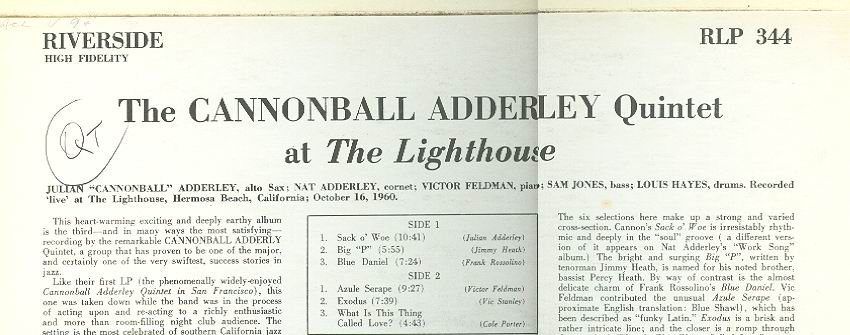 RIVERSIDE
HIGH FIDELITY
RLP 344
The CANNONBALL ADDERLEY Quintet
at The Lighthouse
QT
JULIAN "CANNONBALL" ADDERLEY, alto Sax; NAT ADDERLEY, cornet; VICTOR FELDMAN, piano; SAM JONES, bass; LOUIS HAYES, drums. Recorded
'live' at The Lighthouse, Hermosa Beach, California; October 16, 1960.
This heart-warming exciting and deeply earthy album
is the third—and in many ways the most satisfying—
recording by the remarkable CANNONBALL ADDERLY
Quintet, a group that has proven to be one of the major,
and certainly one of the very swiftest, success stories in
jazz.
Like their first LP (the phenomenally widely-enjoyed
Cannonball Adderley Quintet in San Francisco), this
one was taken down while the band was in the process
of acting upon and re-acting to a richly enthusiastic
and more than room-filling night club audience. The
setting is the most celebrated of southern California jazz
SIDE 1
1. Sack o' Woe (10:41) (Julian Adderley)
2. Big "P" (5:55) (Jimmy Heath)
3. Blue Daniel (7:24) (Frank Rossolino)
SIDE 2
1. Azule Serape (9:27) (Victor Feldman)
2. Exodus (7:39) (Vic Stanley)
3. What Is This Thing
Called Love? (4:43) (Cole Porter)
The six selections here make up a strong and varied
cross-section. Cannon's Sack o' Woe is irresistably rhyth-
mic and deeply in the "soul" groove ( a different vers-
ion of it appears on Nat Adderley's "Work Song"
album.) The bright and surging Big "P", written by
tenorman Jimmy Heath, is named for his noted brother,
bassist Percy Heath. By way of contrast is the almost
delicate charm of Frank Rossolino's Blue Daniel. Vic
Feldman contributed the unusual Azule Serape (ap-
proximate English translation: Blue Shawl), which has
been described as "funky Latin." Exodus is a brisk and
rather intricate line; and the closer is a romp through